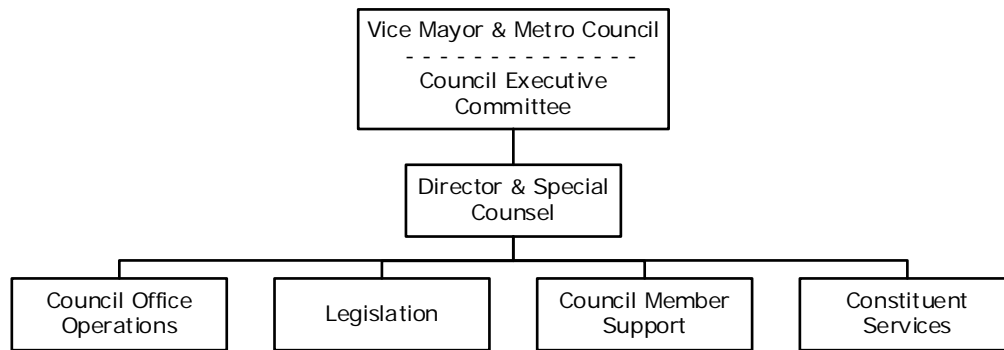 Vice Mayor & Metro Council
- - - - - - - - - - - - - -
Council Executive
Committee
Director & Special
Counsel
Council Office
Operations
Legislation
Council Member
Support
Constituent
Services